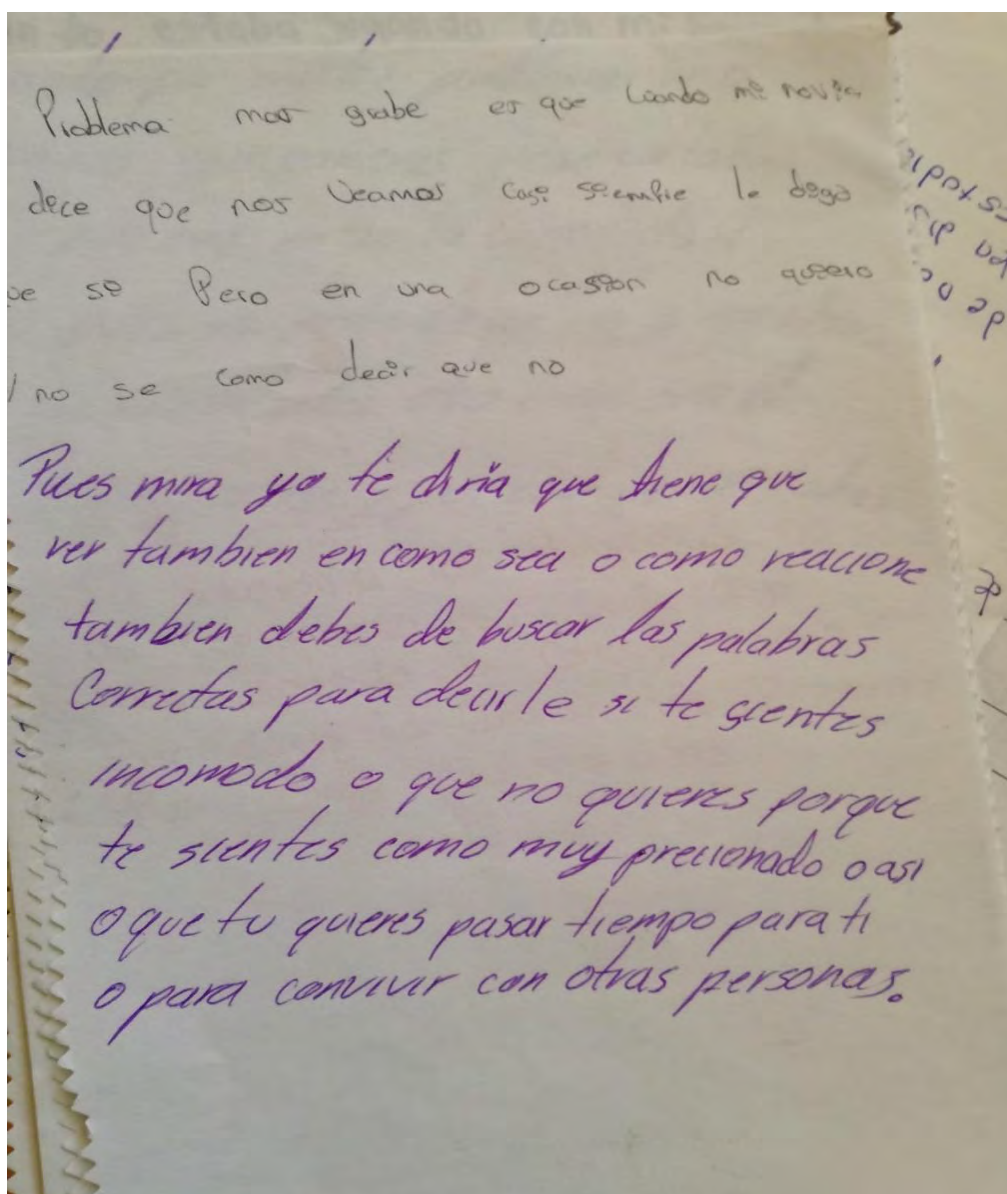 Problema mas grabe es que cuando mi novia
dice que nos veamos casi siempre le digo
ue si Pero en una ocasion no quiero
y no se como decir que no
Pues mira yo te diria que tiene que
ver tambien en como sea o como reacione
tambien debes de buscar las palabras
Correctas para decirle si te sientes
incomodo o que no quieres porque
te sientes como muy precionado o asi
o que tu quieres pasar tiempo para ti
o para convivir con otras personas.